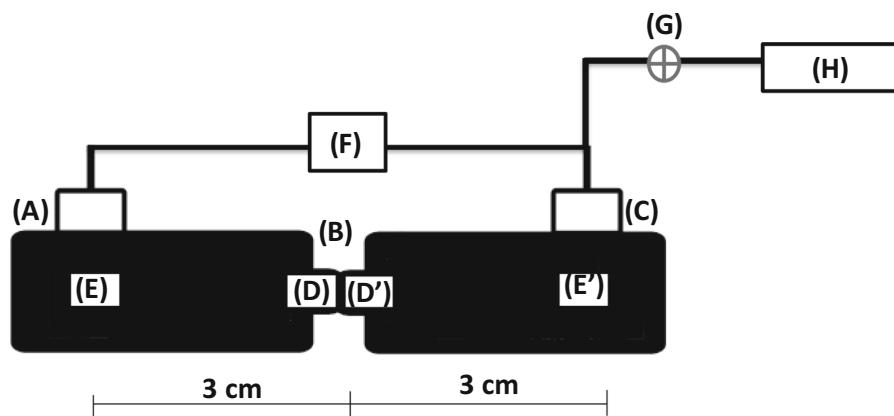 (G)
(H)
(F)
(A) (C)
(B)
(E) (D) (D’) (E’)
3 cm 3 cm